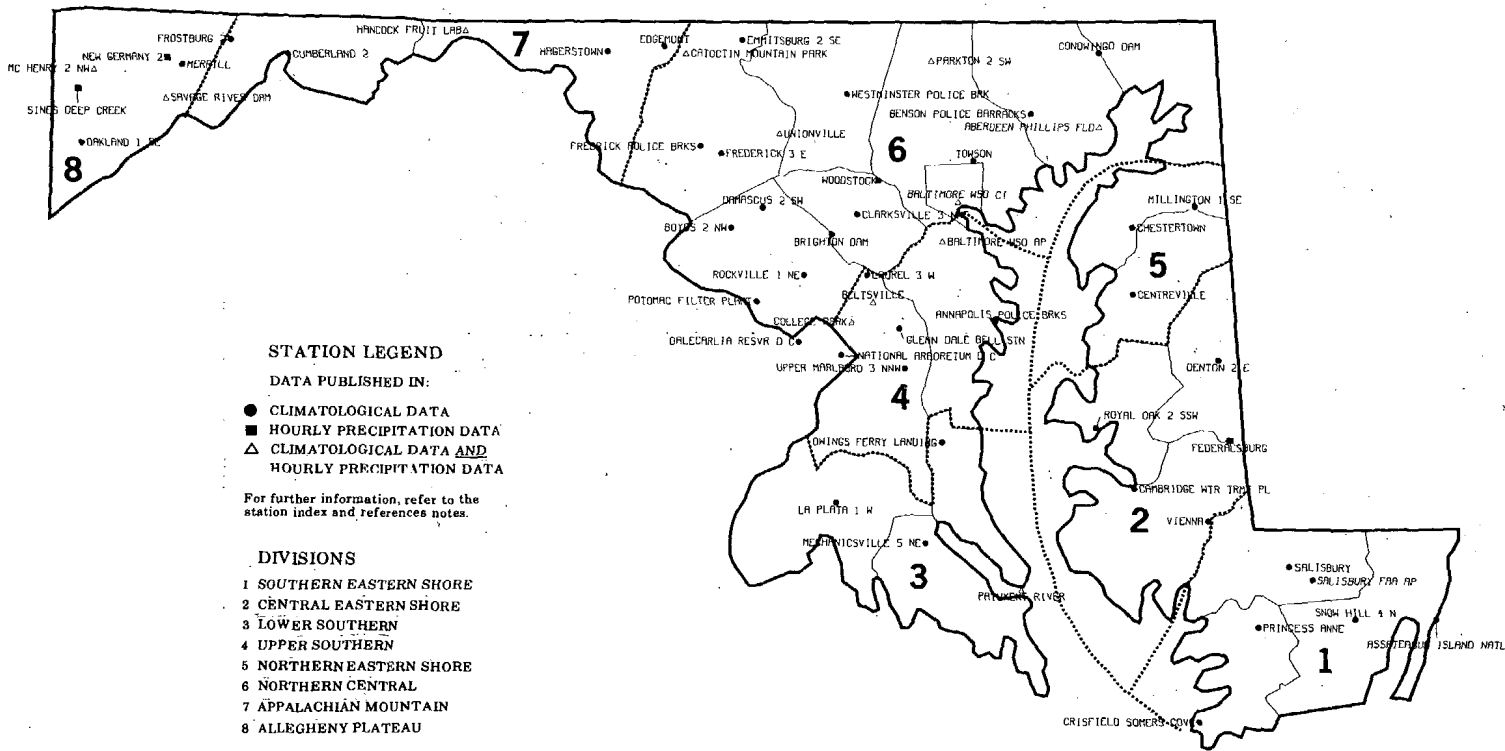 HANCOCK FRUIT LAB
7
FROSTBURG
NEW GERMANY 2
MERRILL
CUMBERLAND 2
HAGERSTOWN
EDGEMONT
EMMITSBURG 2 SE
CATOCTIN MOUNTAIN PARK
CONOWINGO DAM
PARKTON 2 SW
MC HENRY 2 NW
SAVAGE RIVER DAM
SINES DEEP CREEK
WESTMINSTER POLICE BRK
BENSON POLICE BARRACKS
ABERDEEN PHILLIPS FLD
OAKLAND 1 SE
8
UNIONVILLE
FREDRICK POLICE BRKS
FREDERICK 3 E
6
TOWSON
WOODSTOCK
BALTIMORE WSO CI
DAMASCUS 2 SW
CLARKSVILLE 3 N
MILLINGTON 1 SE
BOYDS 2 NW
BRIGHTON DAM
BALTIMORE WSO AP
CHESTERTOWN
5
ROCKVILLE 1 NE
LAUREL 3 W
BELTSVILLE
CENTREVILLE
POTOMAC FILTER PLANT
COLLEGE PARK
ANNAPOLIS POLICE BRKS
GLENN DALE BELL STN
DALECARLIA RESVR D C
NATIONAL ARBORETUM D C
UPPER MARLBORO 3 NNW
DENTON 2 E
4
ROYAL OAK 2 SSW
OWINGS FERRY LANDING
FEDERALSBURG
CAMBRIDGE WTR TRMT PL
LA PLATA 1 W
2
VIENNA
MECHANICSVILLE 5 NE
3
PATUXENT RIVER
SALISBURY
SALISBURY FAA AP
SNOW HILL 4 N
PRINCESS ANNE
ASSATEAGUE ISLAND NATL
1
CRISFIELD SOMERS COVE
STATION LEGEND
DATA PUBLISHED IN:
CLIMATOLOGICAL DATA
HOURLY PRECIPITATION DATA
CLIMATOLOGICAL DATA AND
HOURLY PRECIPITATION DATA
For further information, refer to the
station index and references notes.
DIVISIONS
1 SOUTHERN EASTERN SHORE
2 CENTRAL EASTERN SHORE
3 LOWER SOUTHERN
4 UPPER SOUTHERN
5 NORTHERN EASTERN SHORE
6 NORTHERN CENTRAL
7 APPALACHIAN MOUNTAIN
8 ALLEGHENY PLATEAU